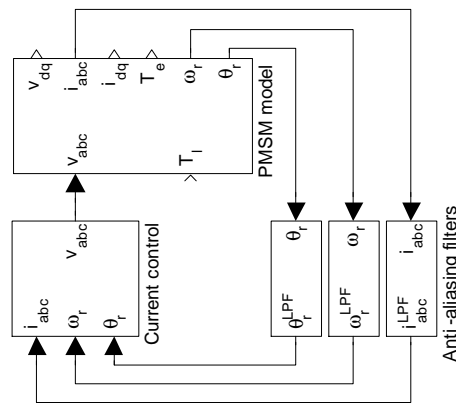 i_abc
ω_r
θ_r
v_abc
Current control
v_abc
T_l
v_dq
i_abc
i_dq
T_e
ω_r
θ_r
PMSM model
θ_r^LPF
θ_r
ω_r^LPF
ω_r
i_abc^LPF
i_abc
Anti-aliasing filters